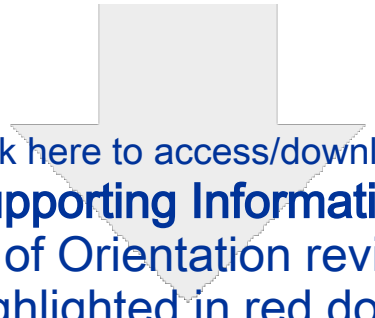 k here to access/downl
pporting Informati
of Orientation revi
ghlighted in red do